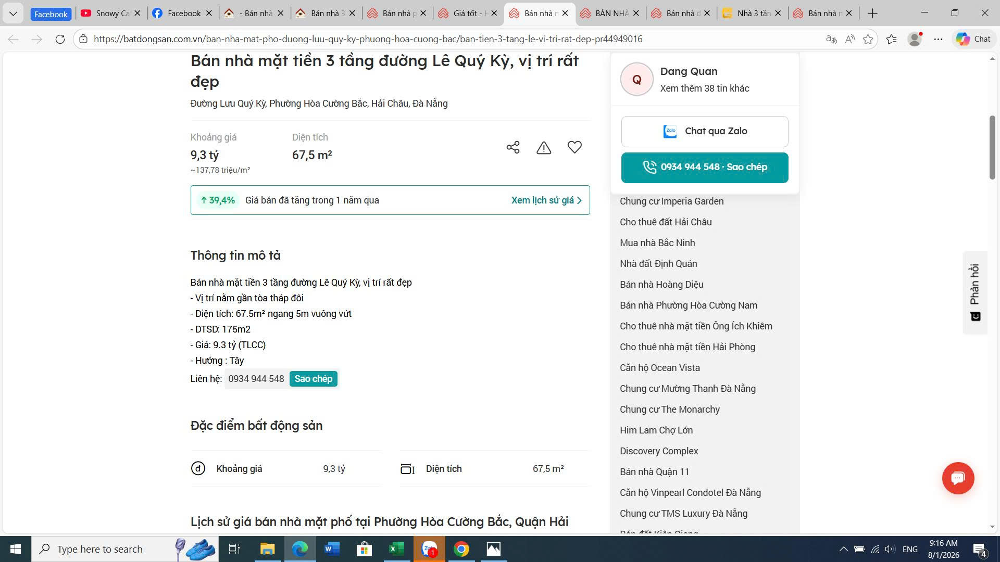 Facebook
Snowy Ca
Facebook
- Bán nhà
Bán nhà 3
Bán nhà p
Giá tốt - H
Bán nhà n
BÁN NHÀ
Bán nhà đ
Nhà 3 tần
Bán nhà n
https://batdongsan.com.vn/ban-nha-mat-pho-duong-luu-quy-ky-phuong-hoa-cuong-bac/ban-tien-3-tang-le-vi-tri-rat-dep-pr44949016
Chat
Bán nhà mặt tiền 3 tầng đường Lê Quý Kỳ, vị trí rất
đẹp
Đường Lưu Quý Kỳ, Phường Hòa Cường Bắc, Hải Châu, Đà Nẵng
Khoảng giá
Diện tích
9,3 tỷ
67,5 m²
~137,78 triệu/m²
39,4%
Giá bán đã tăng trong 1 năm qua
Xem lịch sử giá
Thông tin mô tả
Bán nhà mặt tiền 3 tầng đường Lê Quý Kỳ, vị trí rất đẹp
- Vị trí nằm gần tòa tháp đôi
- Diện tích: 67.5m² ngang 5m vuông vứt
- DTSD: 175m2
- Giá: 9.3 tỷ (TLCC)
- Hướng : Tây
Liên hệ: 0934 944 548 Sao chép
Đặc điểm bất động sản
Khoảng giá
9,3 tỷ
Diện tích
67,5 m²
Lịch sử giá bán nhà mặt phố tại Phường Hòa Cường Bắc, Quận Hải
Q
Dang Quan
Xem thêm 38 tin khác
Zalo
Chat qua Zalo
0934 944 548 · Sao chép
Chung cư Imperia Garden
Cho thuê đất Hải Châu
Mua nhà Bắc Ninh
Nhà đất Định Quán
Bán nhà Hoàng Diệu
Bán nhà Phường Hòa Cường Nam
Cho thuê nhà mặt tiền Ông Ích Khiêm
Cho thuê nhà mặt tiền Hải Phòng
Căn hộ Ocean Vista
Chung cư Mường Thanh Đà Nẵng
Chung cư The Monarchy
Him Lam Chợ Lớn
Discovery Complex
Bán nhà Quận 11
Căn hộ Vinpearl Condotel Đà Nẵng
Chung cư TMS Luxury Đà Nẵng
Bán đất Kiên Giang
Phản hồi
Type here to search
ENG
9:16 AM
8/1/2026
4